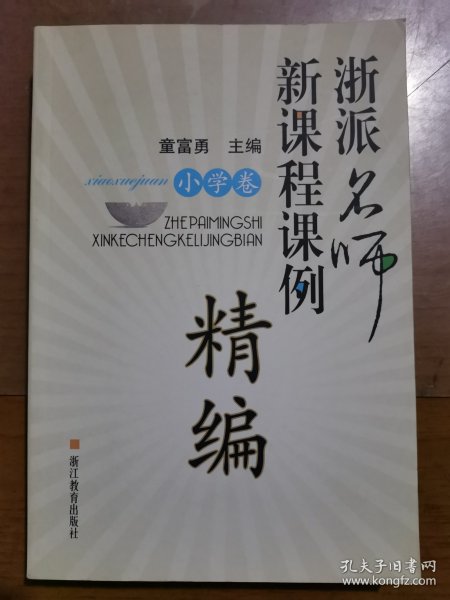 浙派名师
新课程课例
精编
童富勇 主编
xiaoxuejuan 小学卷
ZHEPAIMINGSHI
XINKECHENGKELIJINGBIAN
浙江教育出版社
孔夫子旧书网
www.kongfz.com